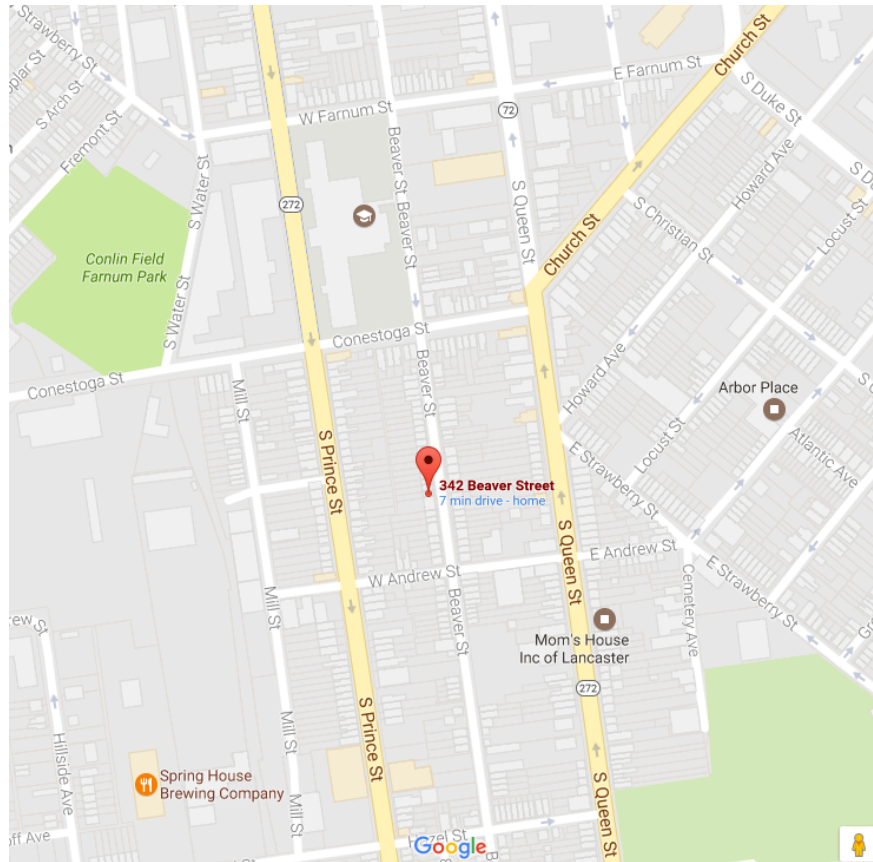 Strawberry St
S Arch St
Fremont St
S Water St
S Water St
Conlin Field
Farnum Park
272
W Farnum St
Beaver St
Beaver St
72
S Queen St
E Farnum St
Church St
Church St
S Duke St
Howard Ave
Locust St
S Christian St
Conestoga St
Conestoga St
Mill St
S Prince St
Beaver St
342 Beaver Street
7 min drive - home
Howard Ave
Locust St
Arbor Place
Atlantic Ave
E Strawberry St
E Strawberry St
S Queen St
W Andrew St
E Andrew St
Mill St
Beaver St
Cemetery Ave
Mom's House
Inc of Lancaster
272
S Prince St
Mill St
Mill St
Hillside Ave
Spring House
Brewing Company
S Queen St
Hazel St
Google